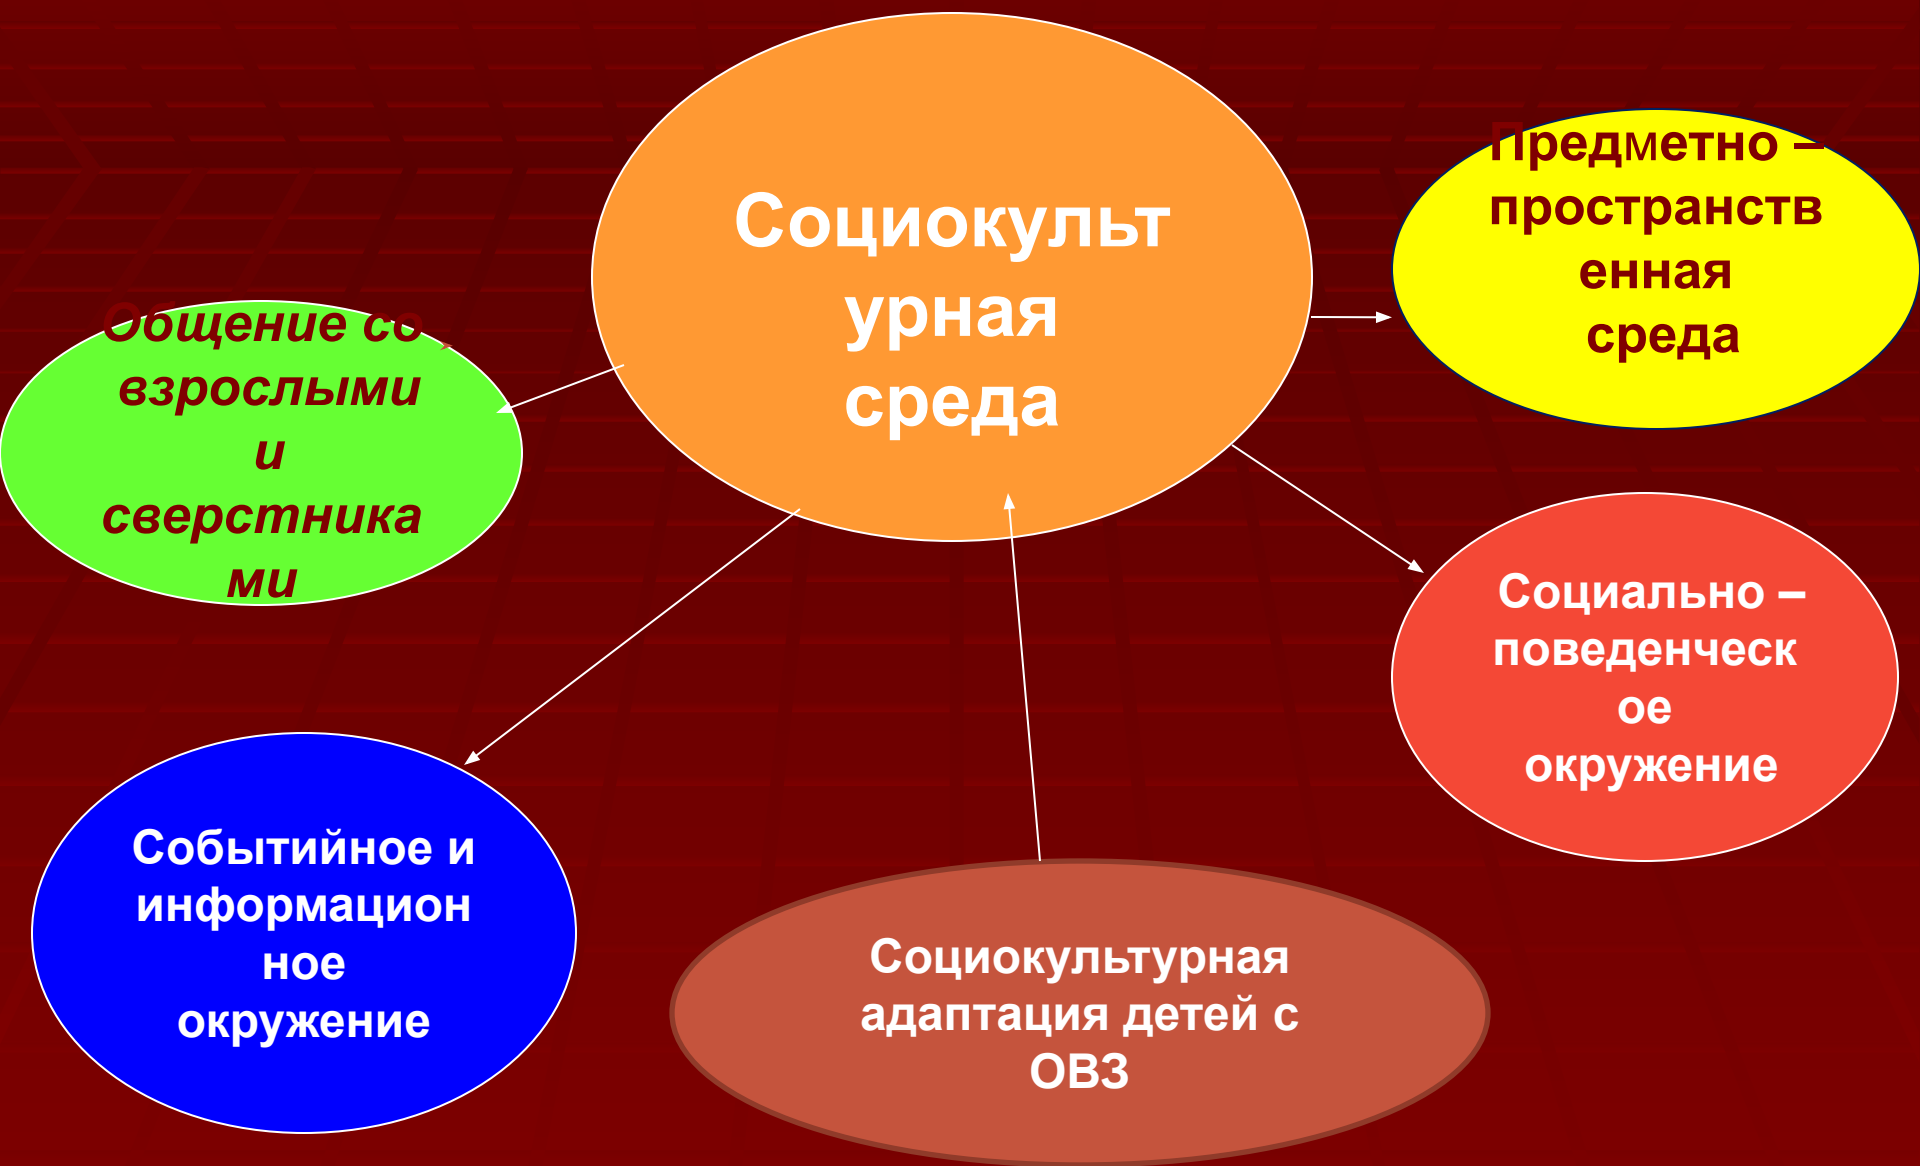 Социокульт
урная
среда
Предметно –
пространств
енная
среда
Общение со
взрослыми
и
сверстника
ми
Социально –
поведенческ
ое
окружение
Событийное и
информацион
ное
окружение
Социокультурная
адаптация детей с
ОВЗ